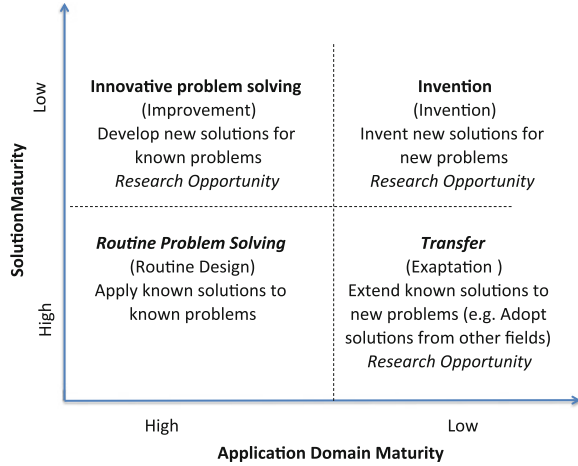 Low
High
SolutionMaturity
Innovative problem solving
(Improvement)
Develop new solutions for
known problems
Research Opportunity
Invention
(Invention)
Invent new solutions for
new problems
Research Opportunity
Routine Problem Solving
(Routine Design)
Apply known solutions to
known problems
Transfer
(Exaptation )
Extend known solutions to
new problems (e.g. Adopt
solutions from other fields)
Research Opportunity
High
Low
Application Domain Maturity